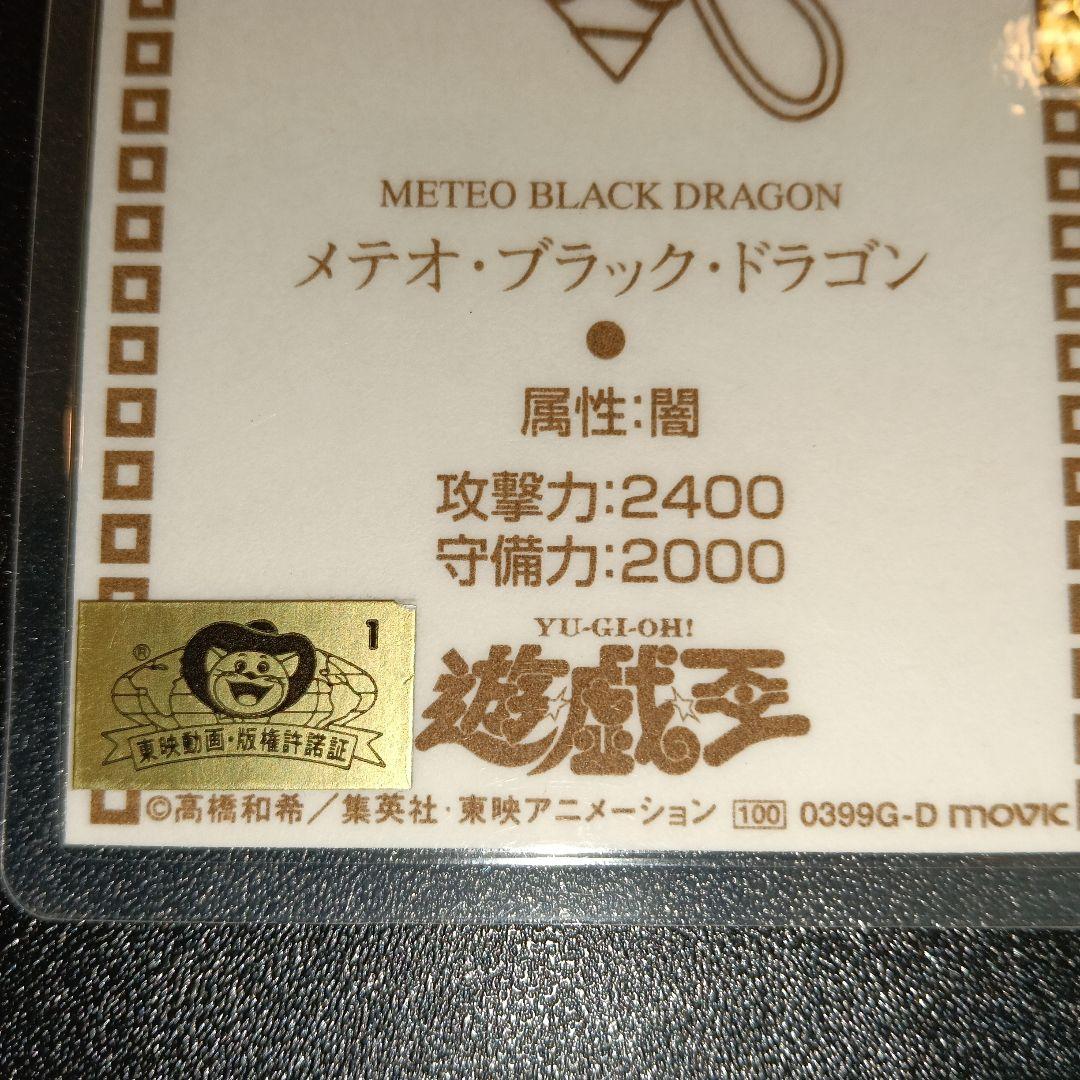 METEO BLACK DRAGON
メテオ・ブラック・ドラゴン
●
属性:闇
攻撃力:2400
守備力:2000
YU-GI-OH!
遊☆戯☆王
® 1
東映動画・版権許諾証
©高橋和希／集英社・東映アニメーション 100 0399G-D movic